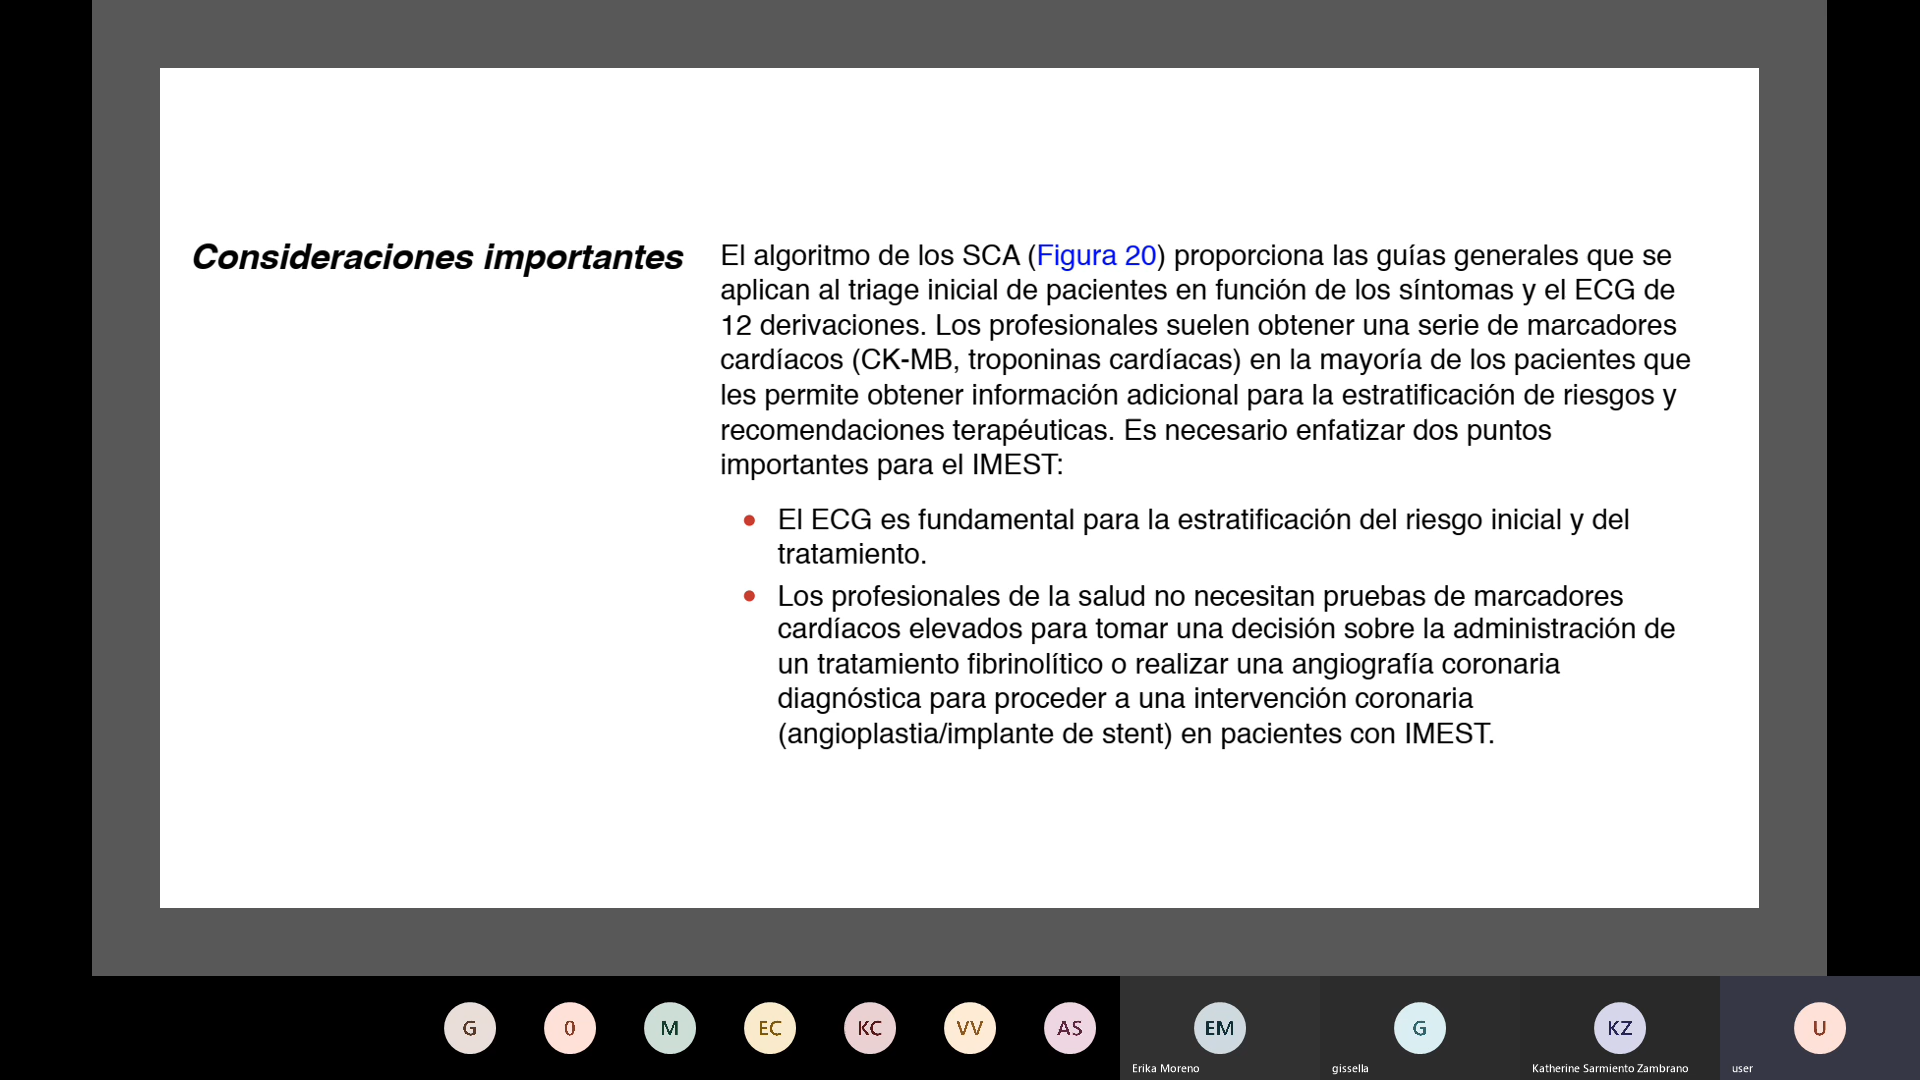 Consideraciones importantes
El algoritmo de los SCA (Figura 20) proporciona las guías generales que se
aplican al triage inicial de pacientes en función de los síntomas y el ECG de
12 derivaciones. Los profesionales suelen obtener una serie de marcadores
cardíacos (CK-MB, troponinas cardíacas) en la mayoría de los pacientes que
les permite obtener información adicional para la estratificación de riesgos y
recomendaciones terapéuticas. Es necesario enfatizar dos puntos
importantes para el IMEST:
• El ECG es fundamental para la estratificación del riesgo inicial y del
tratamiento.
• Los profesionales de la salud no necesitan pruebas de marcadores
cardíacos elevados para tomar una decisión sobre la administración de
un tratamiento fibrinolítico o realizar una angiografía coronaria
diagnóstica para proceder a una intervención coronaria
(angioplastia/implante de stent) en pacientes con IMEST.
G 0 M EC KC VV AS EM G KZ U
Erika Moreno gissella Katherine Sarmiento Zambrano user